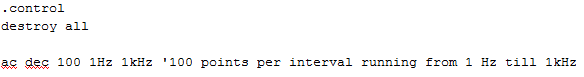 .control
destroy all
ac dec 100 1Hz 1kHz '100 points per interval running from 1 Hz till 1kHz